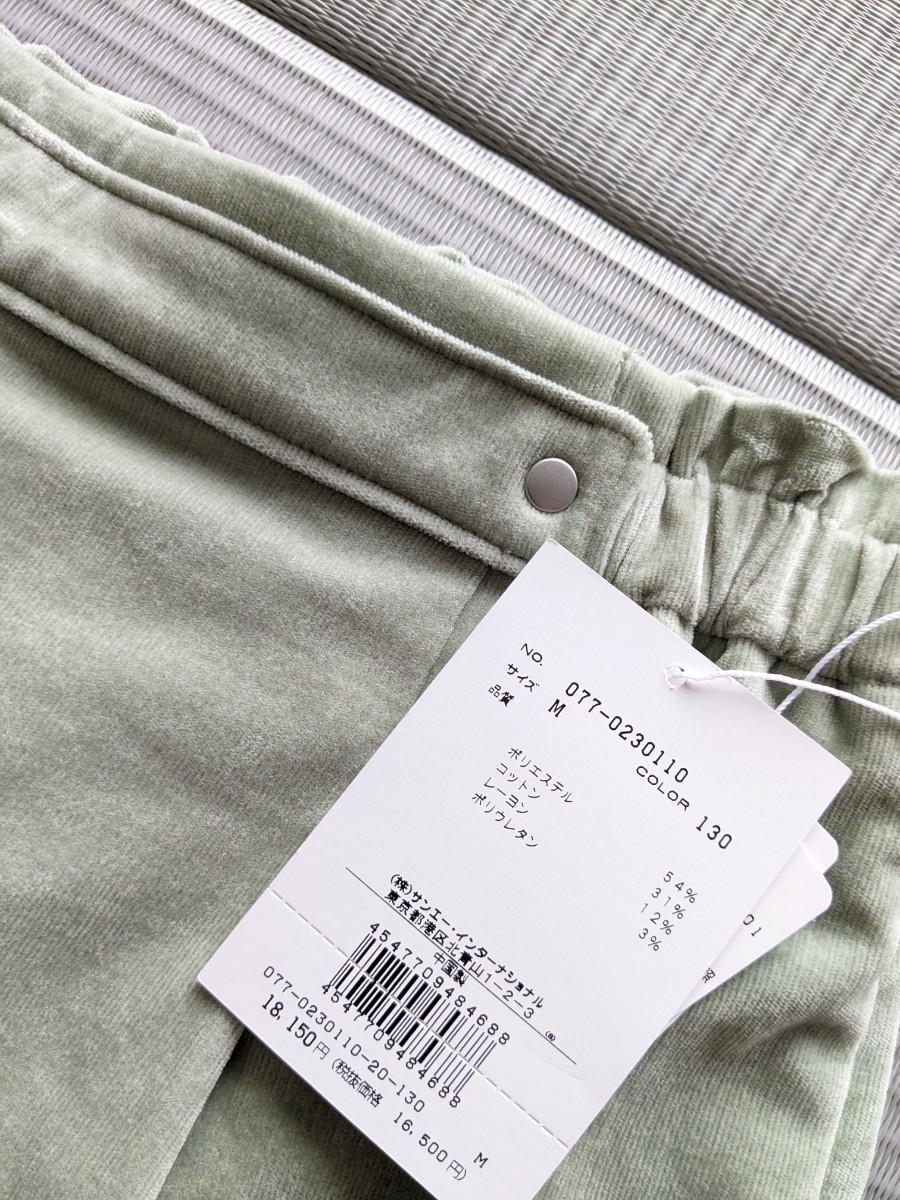 NO. 077-0230110
サイズ M COLOR 130
品質
ポリエステル 54%
コットン 31%
レーヨン 12%
ポリウレタン 3%
(株)サンエー・インターナショナル
東京都港区北青山1-2-3
中国製
4547709484688
4547709484688
077-0230110-20-130 M
18,150円 (税抜価格 16,500円)
01